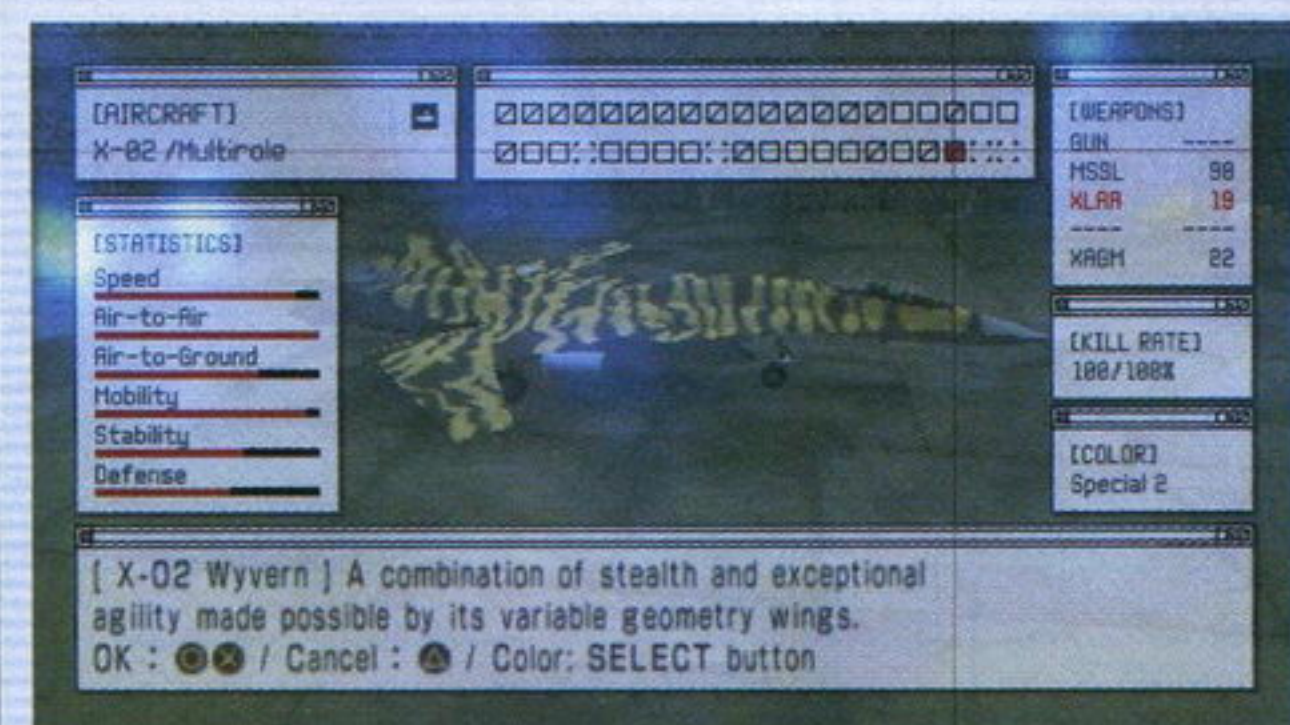 [AIRCRAFT]
X-02 /Multirole
[STATISTICS]
Speed
Air-to-Air
Air-to-Ground
Mobility
Stability
Defense
[WEAPONS]
GUN ----
MSSL 98
XLAA 19
---- ----
XAGM 22
[KILL RATE]
100/100%
[COLOR]
Special 2
[ X-02 Wyvern ] A combination of stealth and exceptional
agility made possible by its variable geometry wings.
OK : ◯✕ / Cancel : △ / Color: SELECT button